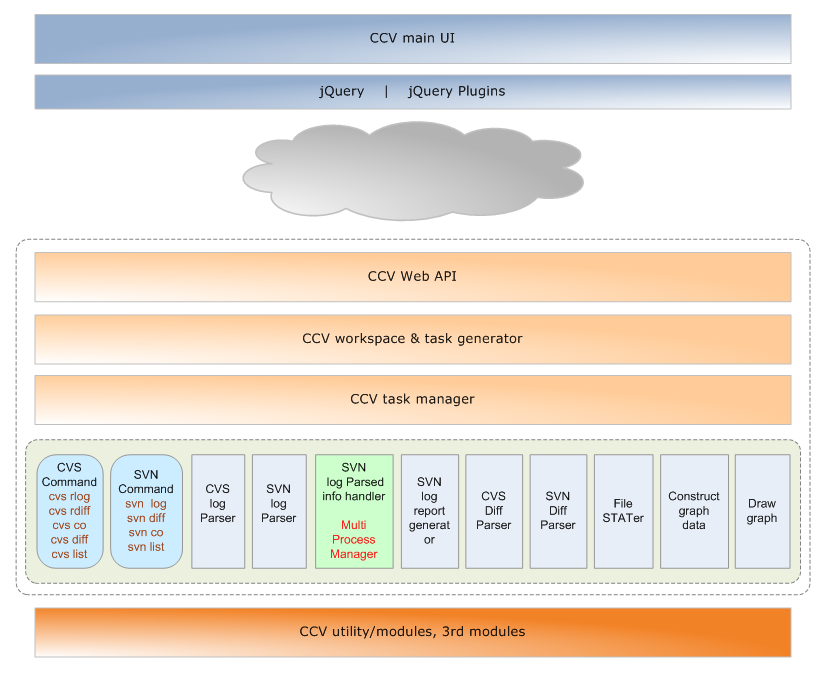 CCV main UI
jQuery | jQuery Plugins
CCV Web API
CCV workspace & task generator
CCV task manager
CVS
Command
cvs rlog
cvs rdiff
cvs co
cvs diff
cvs list
SVN
Command
svn log
svn diff
svn co
svn list
CVS
log
Parser
SVN
log
Parser
SVN
log Parsed
info handler
Multi
Process
Manager
SVN
log
report
generat
or
CVS
Diff
Parser
SVN
Diff
Parser
File
STATer
Construct
graph
data
Draw
graph
CCV utility/modules, 3rd modules